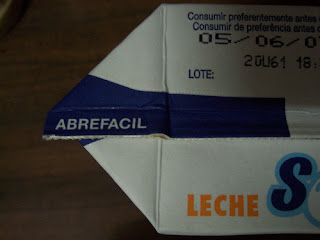 Consumir preferentemente antes
Consumir de preferência antes
05/06/0
20U61 18:
LOTE:
ABREFACIL
LECHE